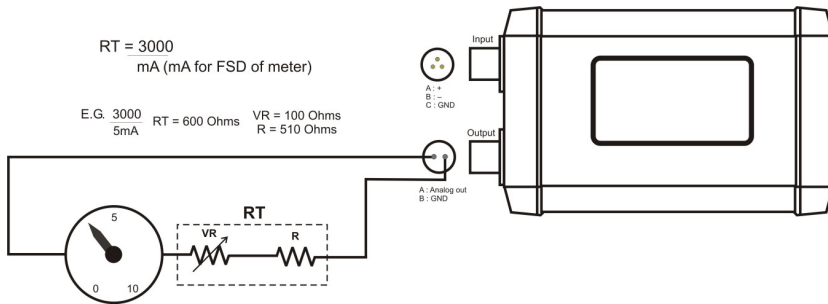 RT = 3000
mA (mA for FSD of meter)
E.G. 3000
5mA
RT = 600 Ohms
VR = 100 Ohms
R = 510 Ohms
Input
A : +
B : –
C : GND
Output
A : Analog out
B : GND
RT
VR
R
5
0 10